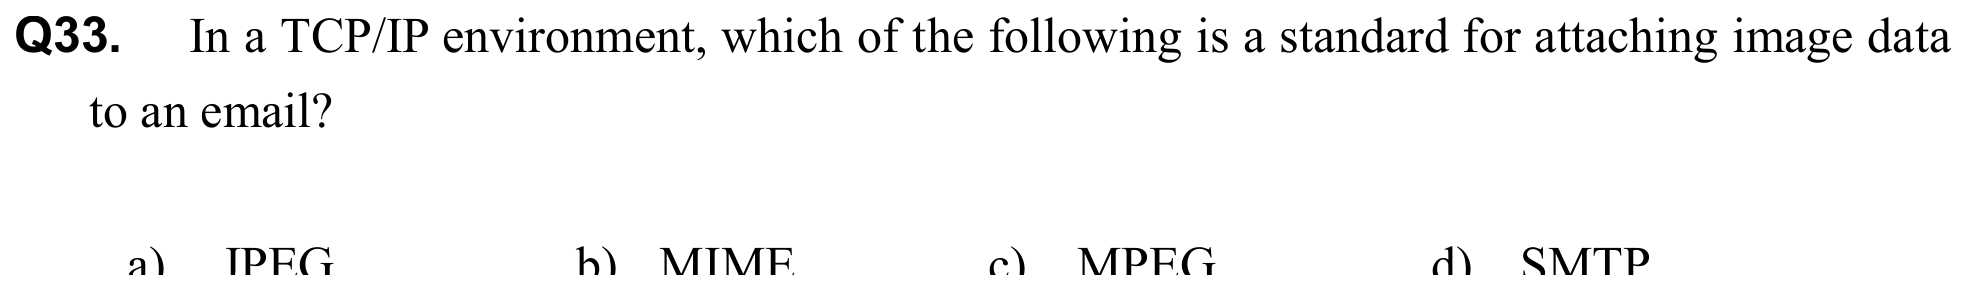 Q33. In a TCP/IP environment, which of the following is a standard for attaching image data
to an email?
a) JPEG b) MIME c) MPEG d) SMTP